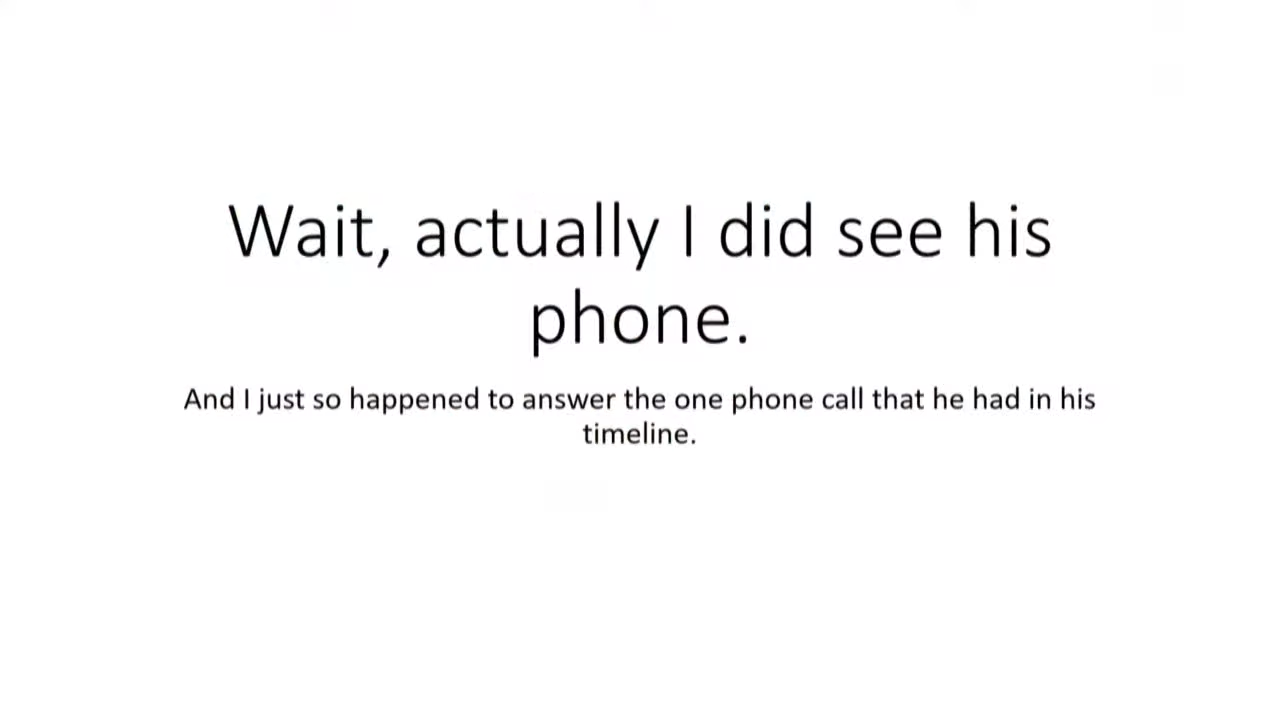 Wait, actually I did see his
phone.
And I just so happened to answer the one phone call that he had in his
timeline.